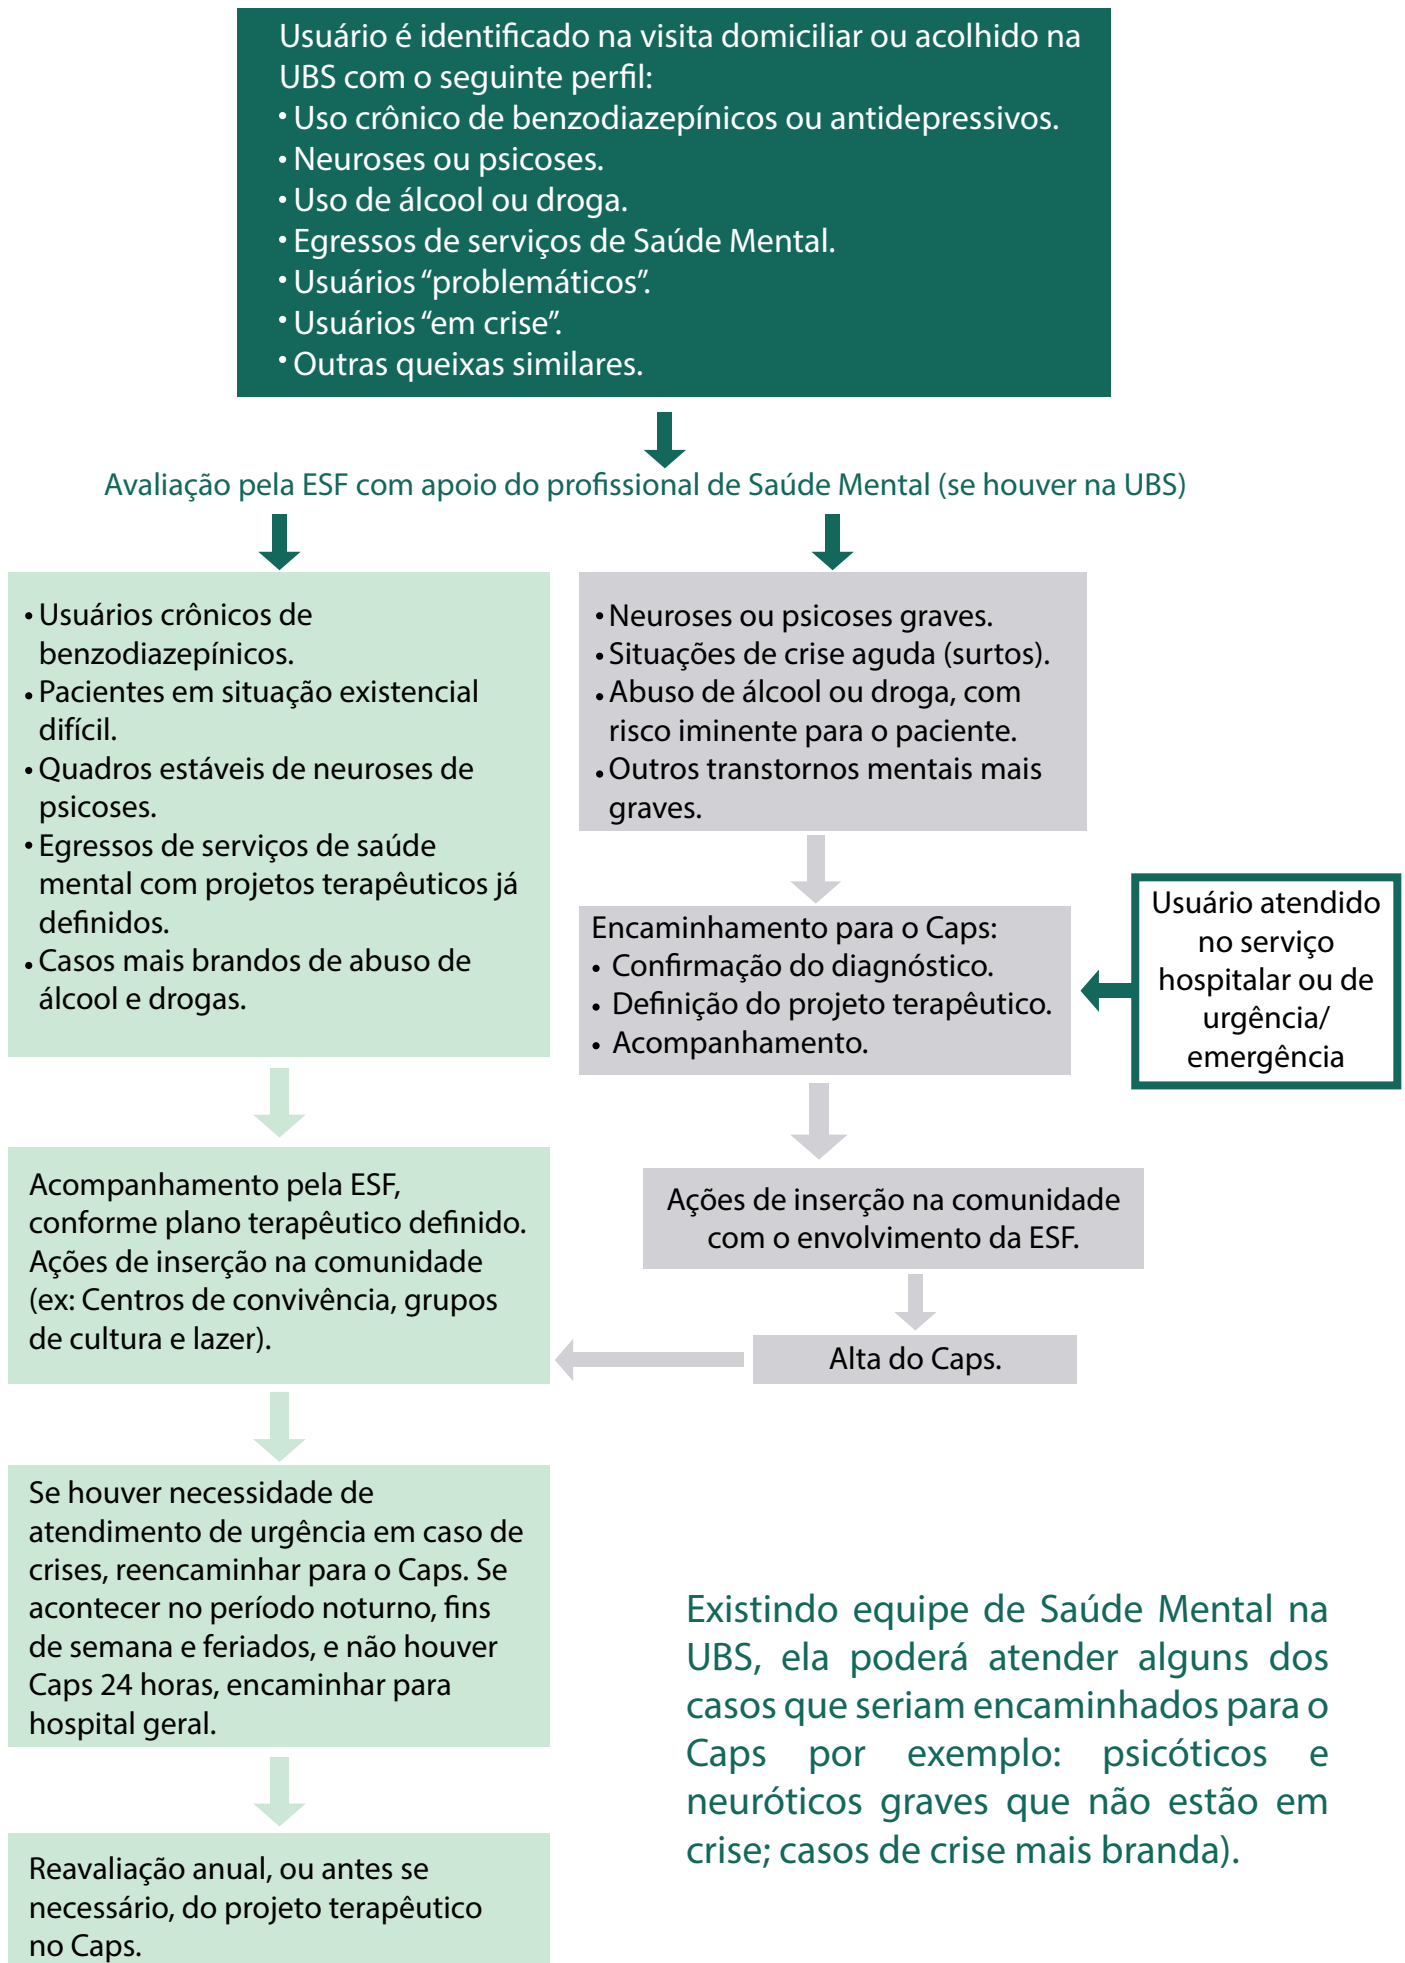 Usuário é identificado na visita domiciliar ou acolhido na
UBS com o seguinte perfil:
• Uso crônico de benzodiazepínicos ou antidepressivos.
• Neuroses ou psicoses.
• Uso de álcool ou droga.
• Egressos de serviços de Saúde Mental.
• Usuários “problemáticos”.
• Usuários “em crise”.
• Outras queixas similares.
Avaliação pela ESF com apoio do profissional de Saúde Mental (se houver na UBS)
• Usuários crônicos de
benzodiazepínicos.
• Pacientes em situação existencial
difícil.
• Quadros estáveis de neuroses de
psicoses.
• Egressos de serviços de saúde
mental com projetos terapêuticos já
definidos.
• Casos mais brandos de abuso de
álcool e drogas.
• Neuroses ou psicoses graves.
• Situações de crise aguda (surtos).
• Abuso de álcool ou droga, com
risco iminente para o paciente.
• Outros transtornos mentais mais
graves.
Encaminhamento para o Caps:
• Confirmação do diagnóstico.
• Definição do projeto terapêutico.
• Acompanhamento.
Usuário atendido
no serviço
hospitalar ou de
urgência/
emergência
Acompanhamento pela ESF,
conforme plano terapêutico definido.
Ações de inserção na comunidade
(ex: Centros de convivência, grupos
de cultura e lazer).
Ações de inserção na comunidade
com o envolvimento da ESF.
Alta do Caps.
Se houver necessidade de
atendimento de urgência em caso de
crises, reencaminhar para o Caps. Se
acontecer no período noturno, fins
de semana e feriados, e não houver
Caps 24 horas, encaminhar para
hospital geral.
Reavaliação anual, ou antes se
necessário, do projeto terapêutico
no Caps.
Existindo equipe de Saúde Mental na
UBS, ela poderá atender alguns dos
casos que seriam encaminhados para o
Caps por exemplo: psicóticos e
neuróticos graves que não estão em
crise; casos de crise mais branda).